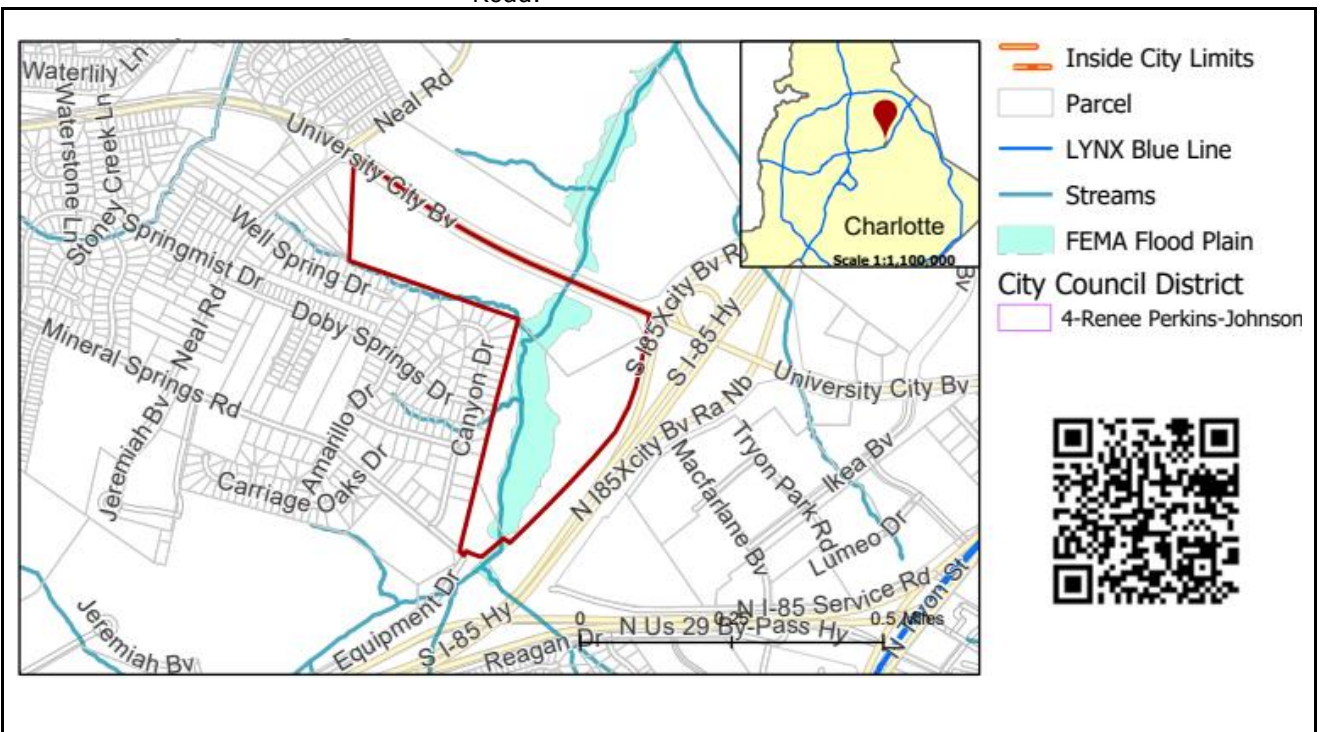 Road.
Waterlily Ln
Waterstone Ln
Stoney Creek Ln
Neal Rd
University City Bv
Well Spring Dr
Springmist Dr
Doby Springs Dr
Neal Rd
Mineral Springs Rd
Canyon Dr
Amarillo Dr
Jeremiah Bv
Carriage Oaks Dr
S I85Xcity Bv R
S I-85 Hy
University City Bv
N I85Xcity Bv Ra Nb
Macfarlane Bv
Tryon Park Rd
Ikea Bv
Lumeo Dr
Bv
Jeremiah Bv
Equipment Dr
S I-85 Hy
N I-85 Service Rd
N Us 29 By-Pass Hy
Reagan Dr
N Tryon St
0 0.25 0.5 Miles
Charlotte
Scale 1:1,100,000
Inside City Limits
Parcel
LYNX Blue Line
Streams
FEMA Flood Plain
City Council District
4-Renee Perkins-Johnson